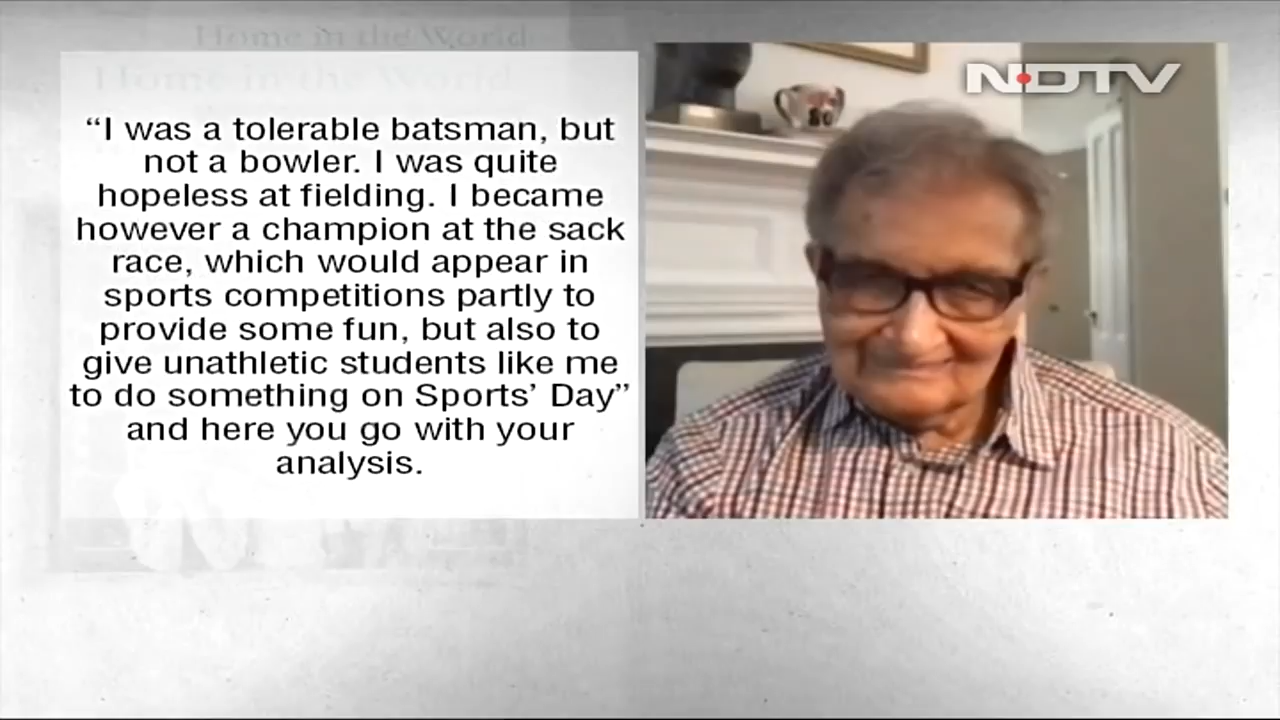 Home in the World
Home in the World
NDTV
“I was a tolerable batsman, but
not a bowler. I was quite
hopeless at fielding. I became
however a champion at the sack
race, which would appear in
sports competitions partly to
provide some fun, but also to
give unathletic students like me
to do something on Sports’ Day”
and here you go with your
analysis.